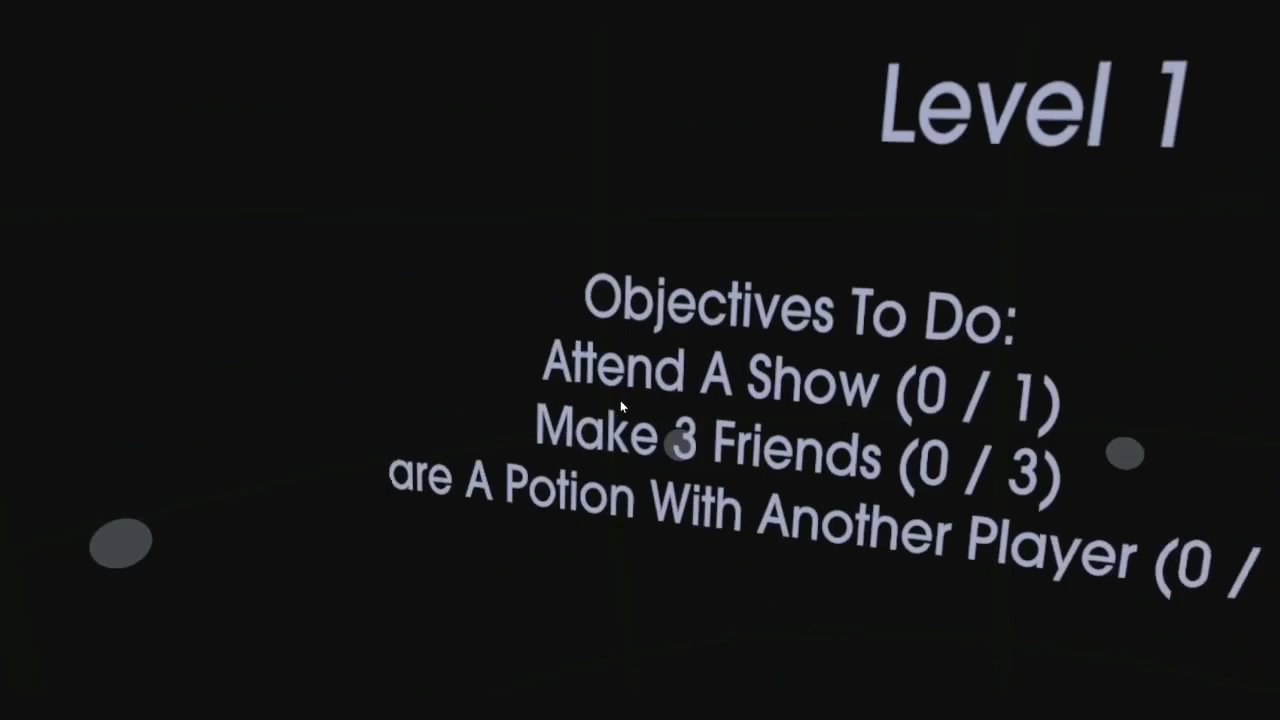 Level 1
Objectives To Do:
Attend A Show (0 / 1)
Make 3 Friends (0 / 3)
are A Potion With Another Player (0 /